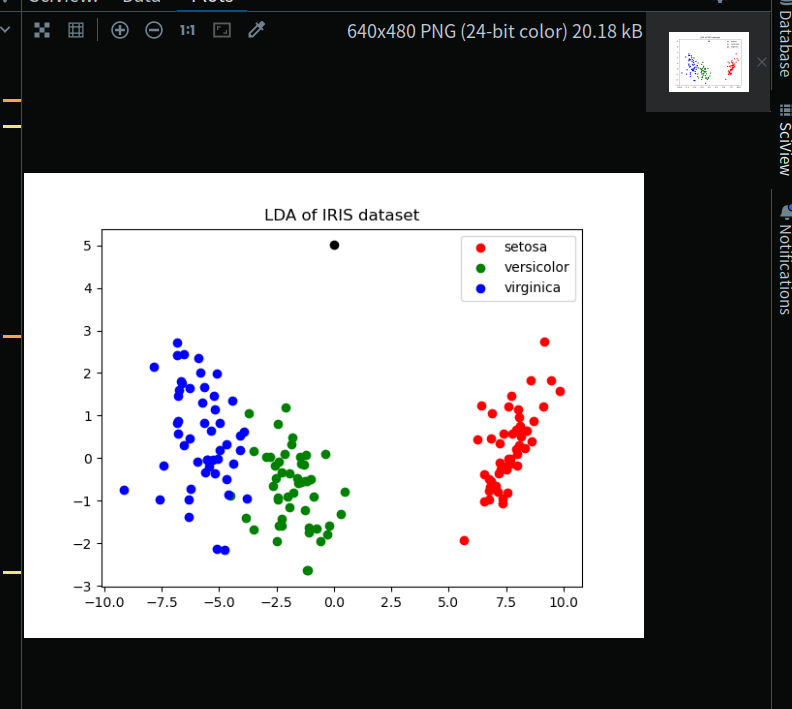 Data
1:1
640x480 PNG (24-bit color) 20.18 kB
Database
SciView
Notifications
LDA of IRIS dataset
setosa
versicolor
virginica
5
4
3
2
1
0
−1
−2
−3
−10.0 −7.5 −5.0 −2.5 0.0 2.5 5.0 7.5 10.0